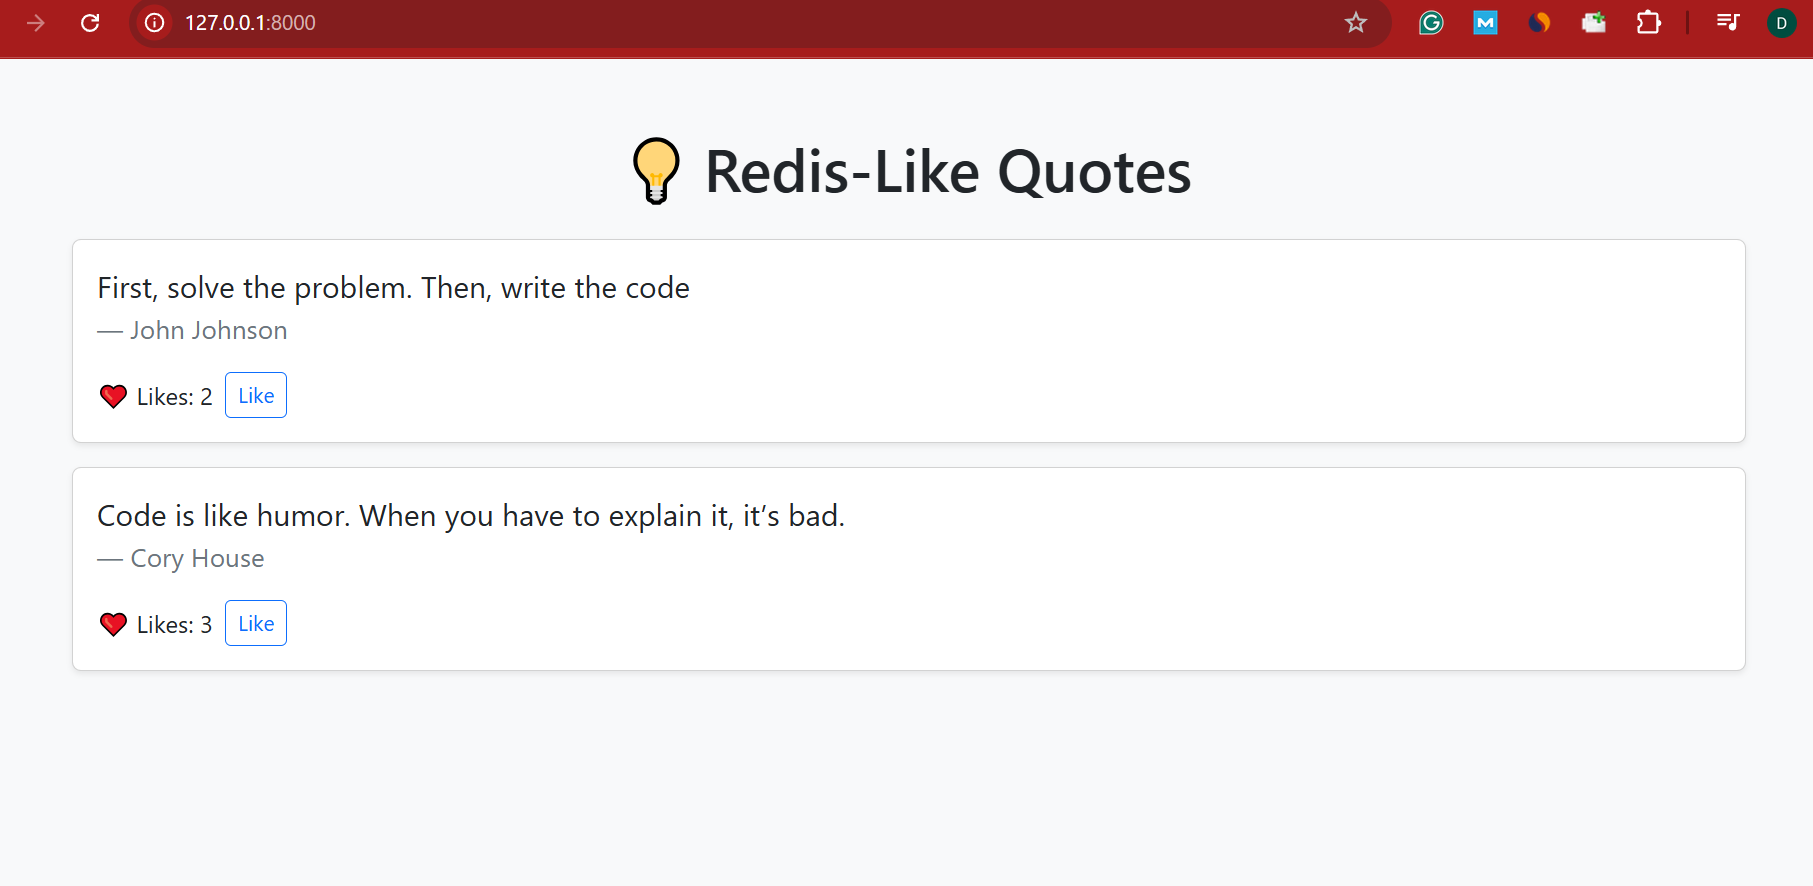 127.0.0.1:8000
D
💡 Redis-Like Quotes
First, solve the problem. Then, write the code
— John Johnson
❤️ Likes: 2 Like
Code is like humor. When you have to explain it, it’s bad.
— Cory House
❤️ Likes: 3 Like